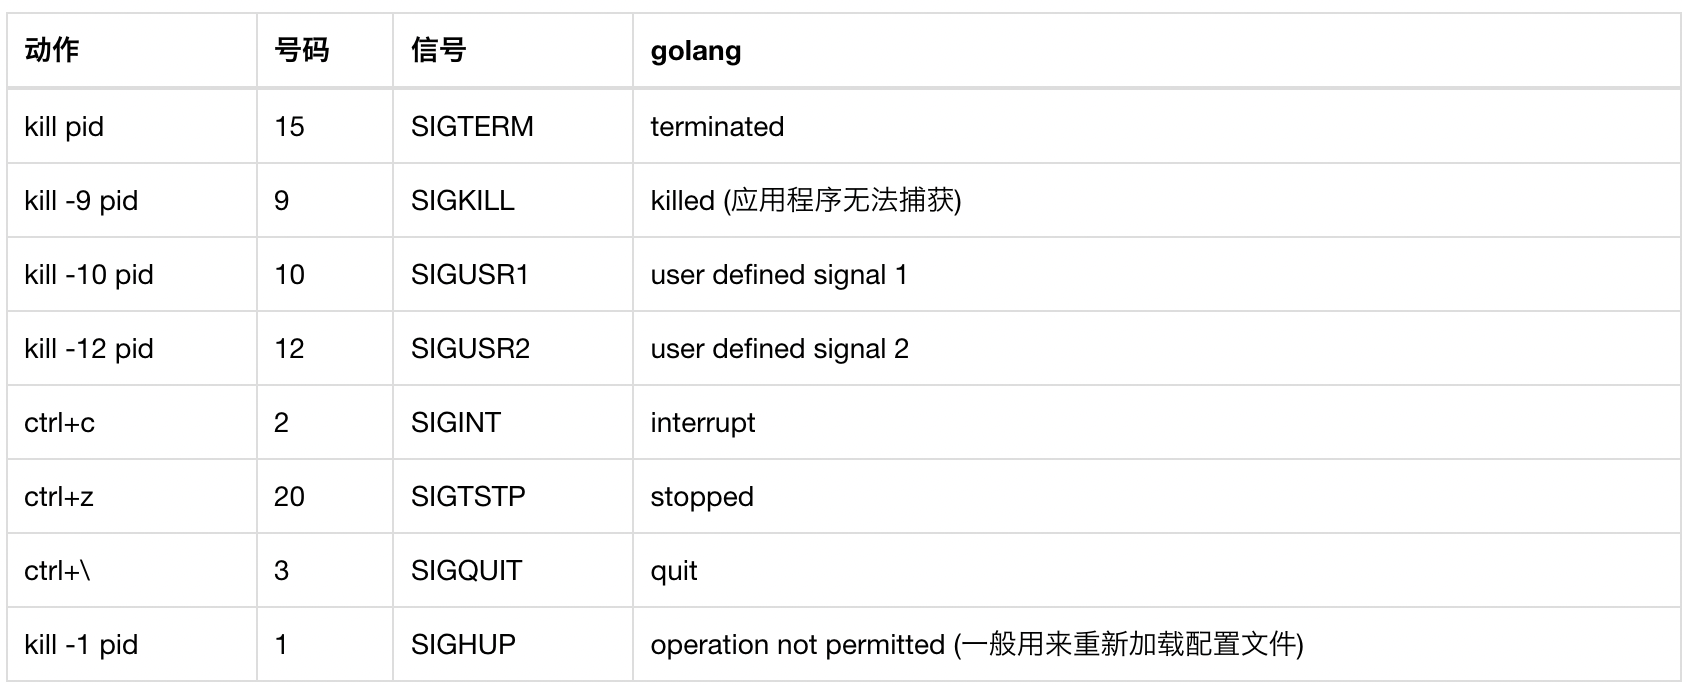 动作 号码 信号 golang
kill pid 15 SIGTERM terminated
kill -9 pid 9 SIGKILL killed (应用程序无法捕获)
kill -10 pid 10 SIGUSR1 user defined signal 1
kill -12 pid 12 SIGUSR2 user defined signal 2
ctrl+c 2 SIGINT interrupt
ctrl+z 20 SIGTSTP stopped
ctrl+\ 3 SIGQUIT quit
kill -1 pid 1 SIGHUP operation not permitted (一般用来重新加载配置文件)